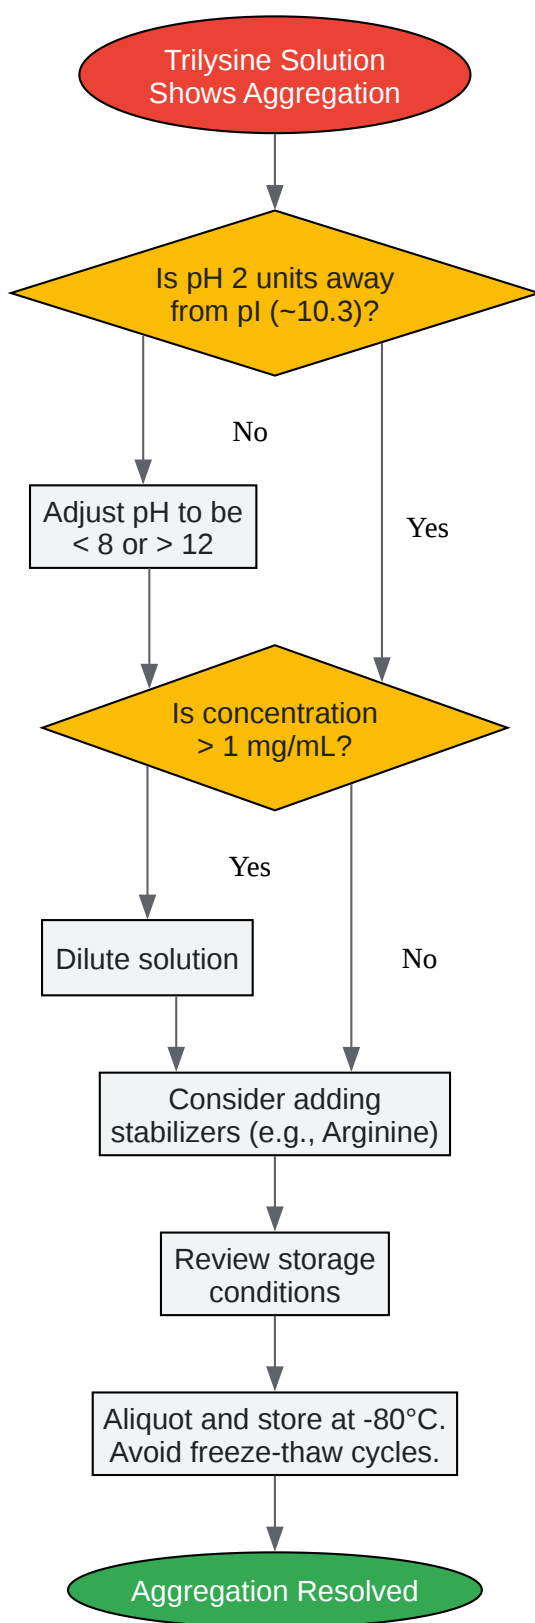 Trilysine Solution
Shows Aggregation
Is pH 2 units away
from pI (~10.3)?
No
Adjust pH to be
< 8 or > 12
Yes
Is concentration
> 1 mg/mL?
Yes
Dilute solution
No
Consider adding
stabilizers (e.g., Arginine)
Review storage
conditions
Aliquot and store at -80°C.
Avoid freeze-thaw cycles.
Aggregation Resolved